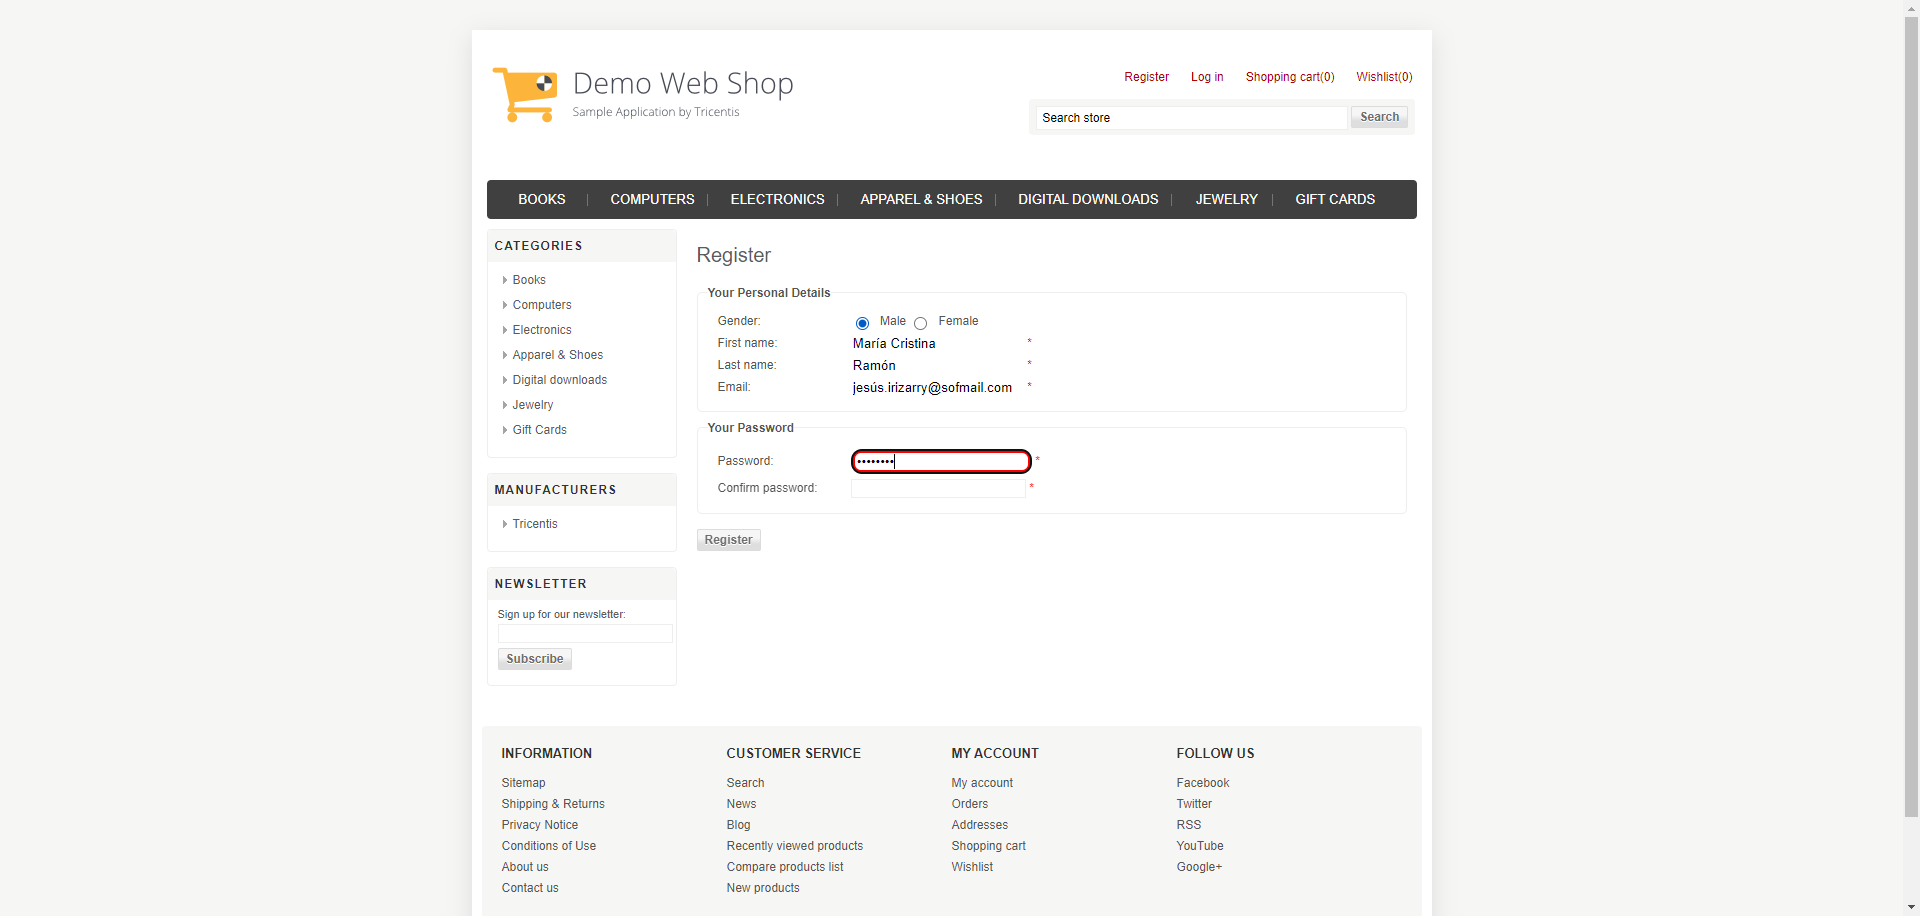 Demo Web Shop
Sample Application by Tricentis
Register Log in Shopping cart(0) Wishlist(0)
Search store Search
BOOKS COMPUTERS ELECTRONICS APPAREL & SHOES DIGITAL DOWNLOADS JEWELRY GIFT CARDS
CATEGORIES
Books
Computers
Electronics
Apparel & Shoes
Digital downloads
Jewelry
Gift Cards
MANUFACTURERS
Tricentis
NEWSLETTER
Sign up for our newsletter:
Subscribe
Register
Your Personal Details
Gender: Male Female
First name: María Cristina *
Last name: Ramón *
Email: jesús.irizarry@sofmail.com *
Your Password
Password: •••••••• *
Confirm password: *
Register
INFORMATION
Sitemap
Shipping & Returns
Privacy Notice
Conditions of Use
About us
Contact us
CUSTOMER SERVICE
Search
News
Blog
Recently viewed products
Compare products list
New products
MY ACCOUNT
My account
Orders
Addresses
Shopping cart
Wishlist
FOLLOW US
Facebook
Twitter
RSS
YouTube
Google+